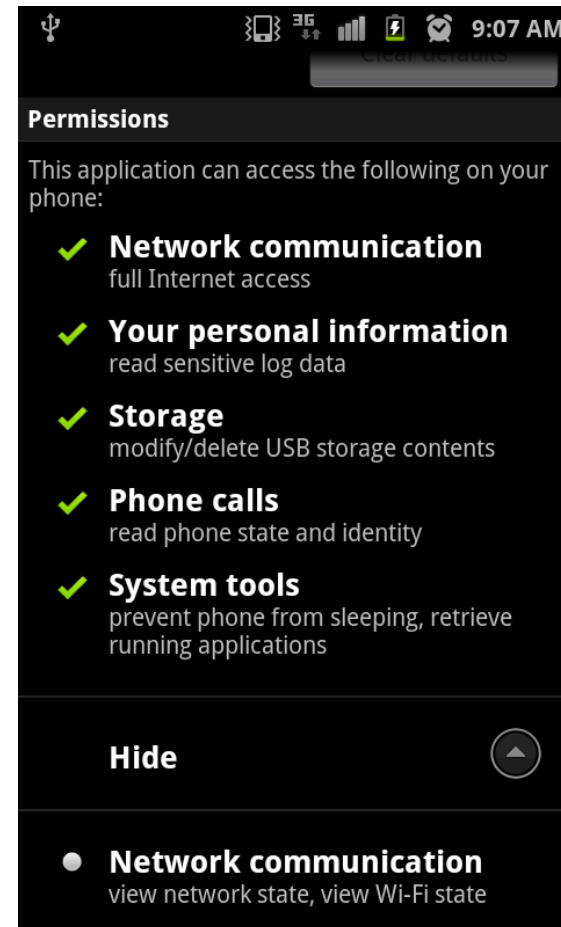 3G 9:07 AM
Clear defaults
Permissions
This application can access the following on your
phone:
Network communication
full Internet access
Your personal information
read sensitive log data
Storage
modify/delete USB storage contents
Phone calls
read phone state and identity
System tools
prevent phone from sleeping, retrieve
running applications
Hide
Network communication
view network state, view Wi-Fi state